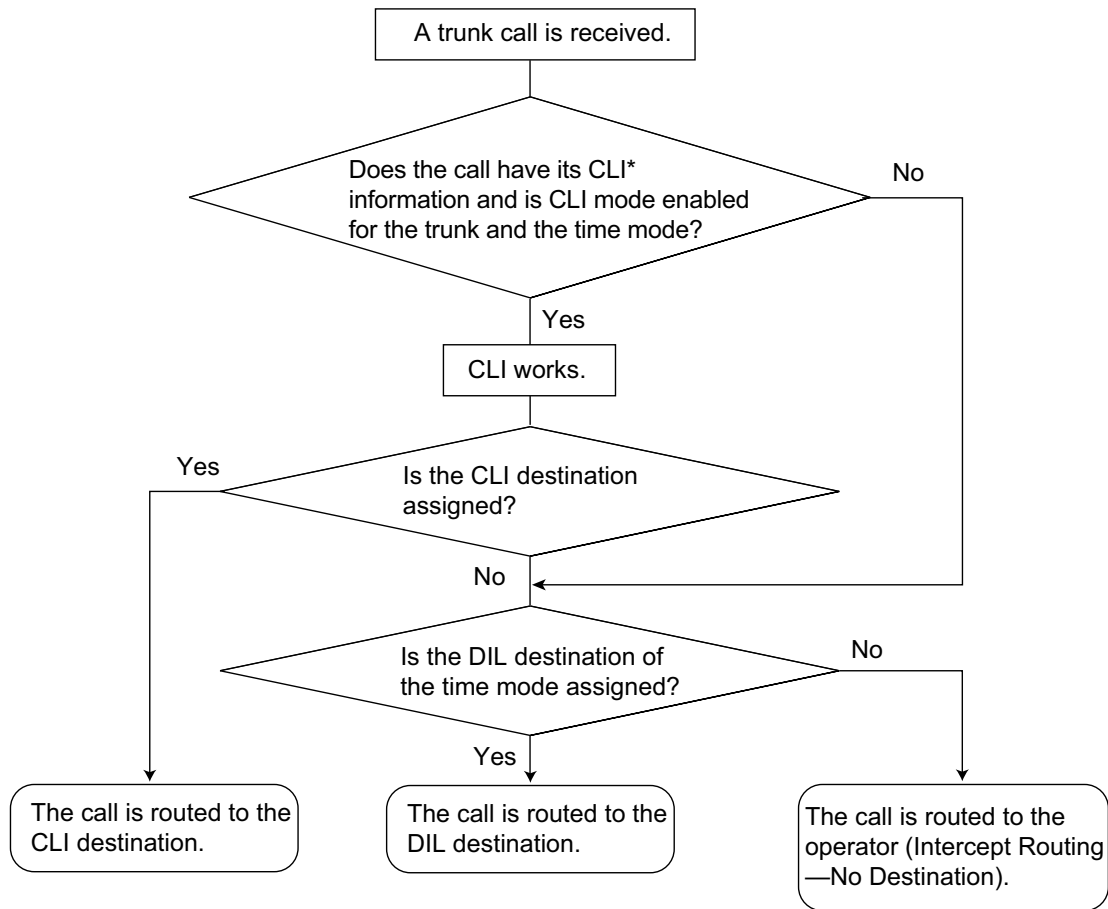 A trunk call is received.
Does the call have its CLI*
information and is CLI mode enabled
for the trunk and the time mode?
No
Yes
CLI works.
Yes
Is the CLI destination
assigned?
No
Is the DIL destination of
the time mode assigned?
No
Yes
The call is routed to the
CLI destination.
The call is routed to the
DIL destination.
The call is routed to the
operator (Intercept Routing
—No Destination).